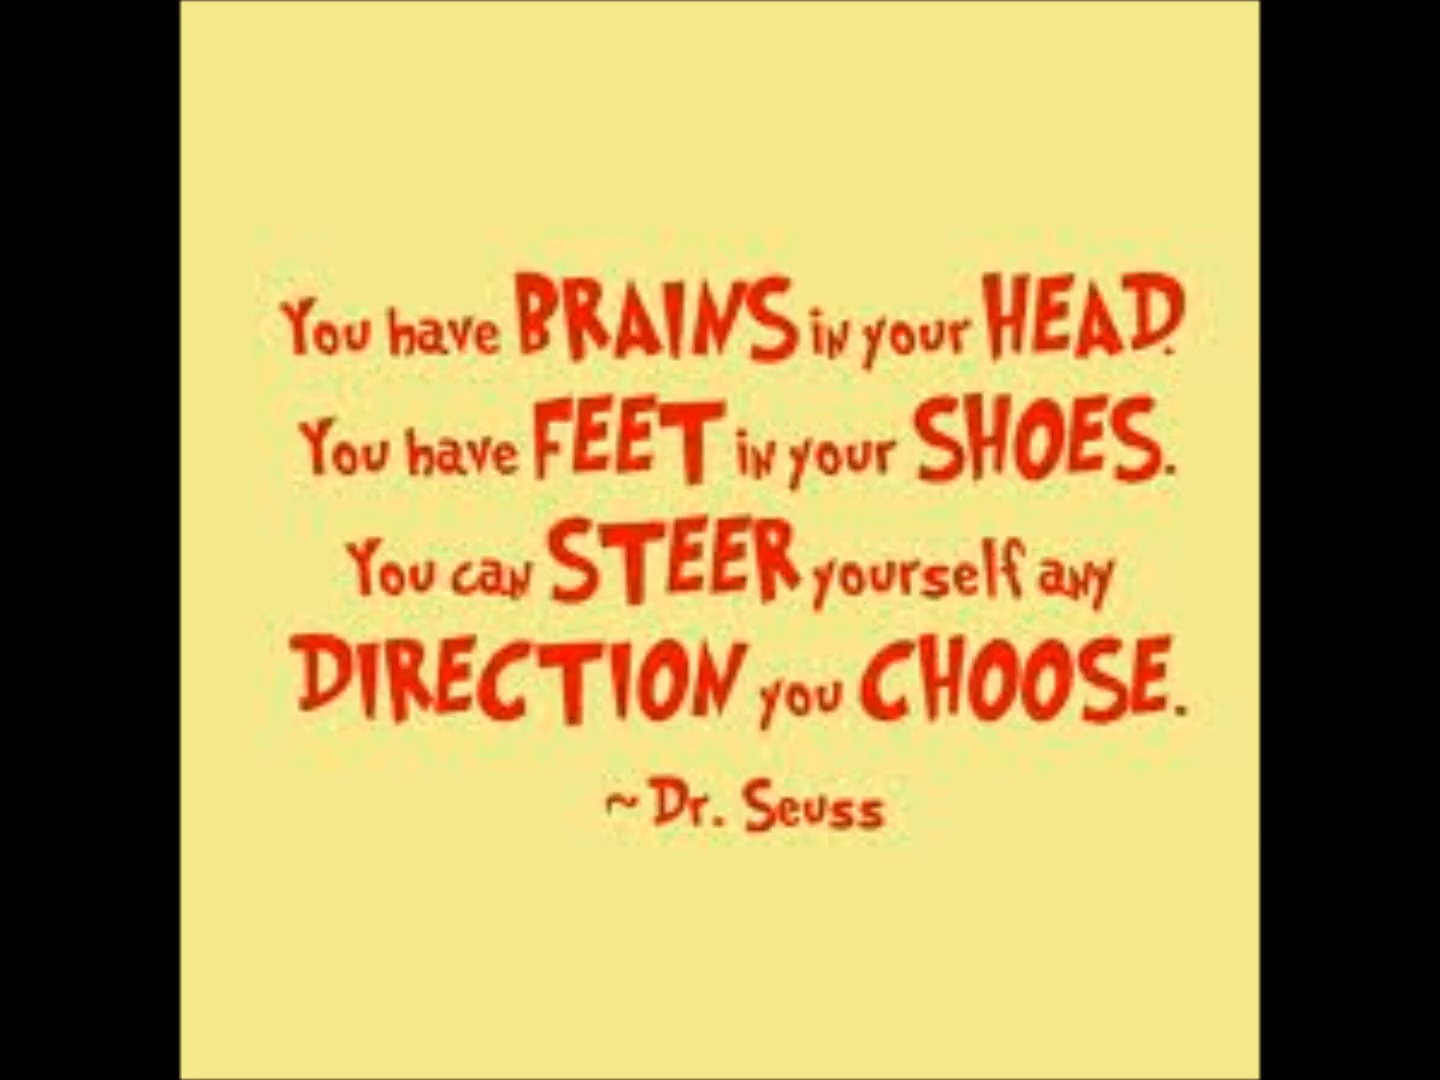 You have BRAINS in your HEAD.
You have FEET in your SHOES.
You can STEER yourself any
DIRECTION you CHOOSE.
~ Dr. Seuss